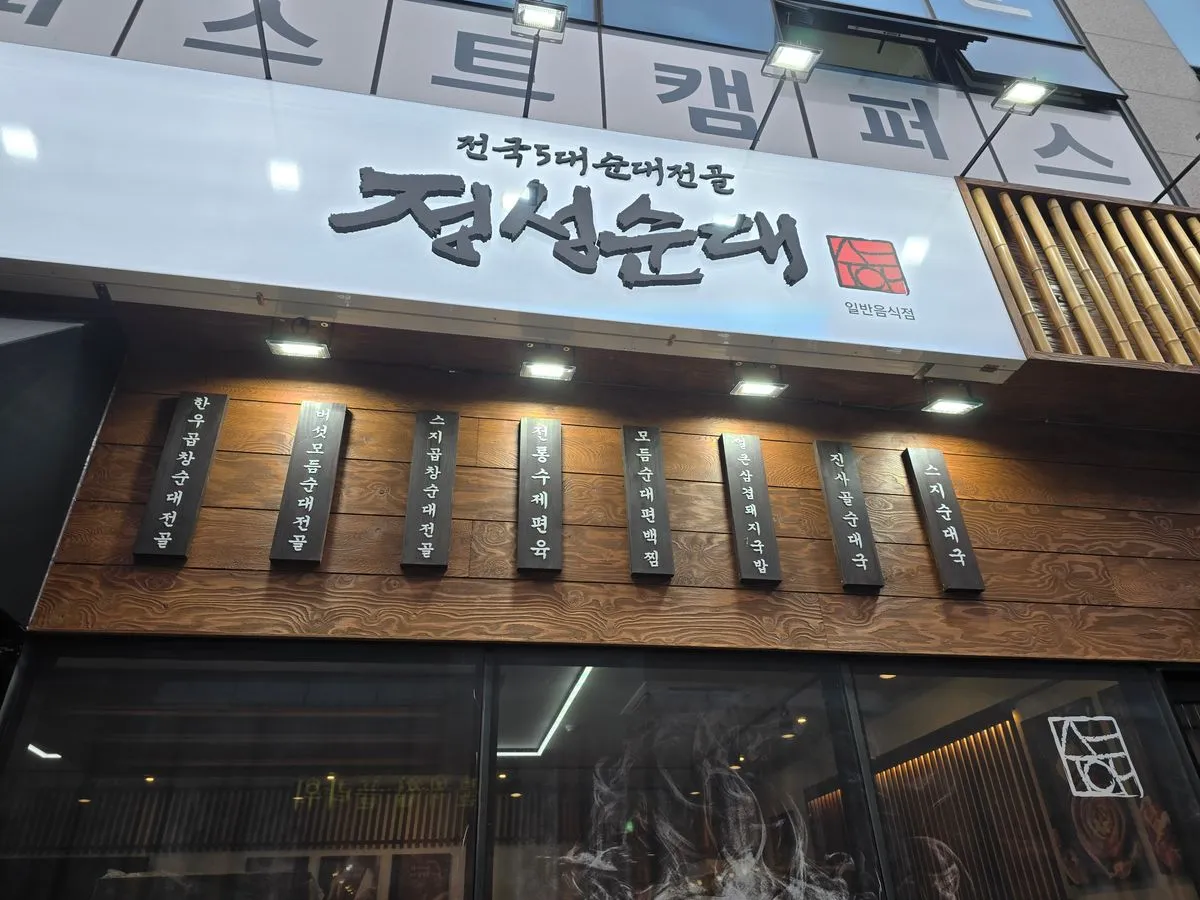 퍼스트캠퍼스
전국5대순대전골
정성순대
일반음식점
한우곱창순대전골
버섯모듬순대전골
스지곱창순대전골
전통수제편육
모듬순대편백찜
얼큰삼겹돼지국밥
진사골순대국
스지순대국